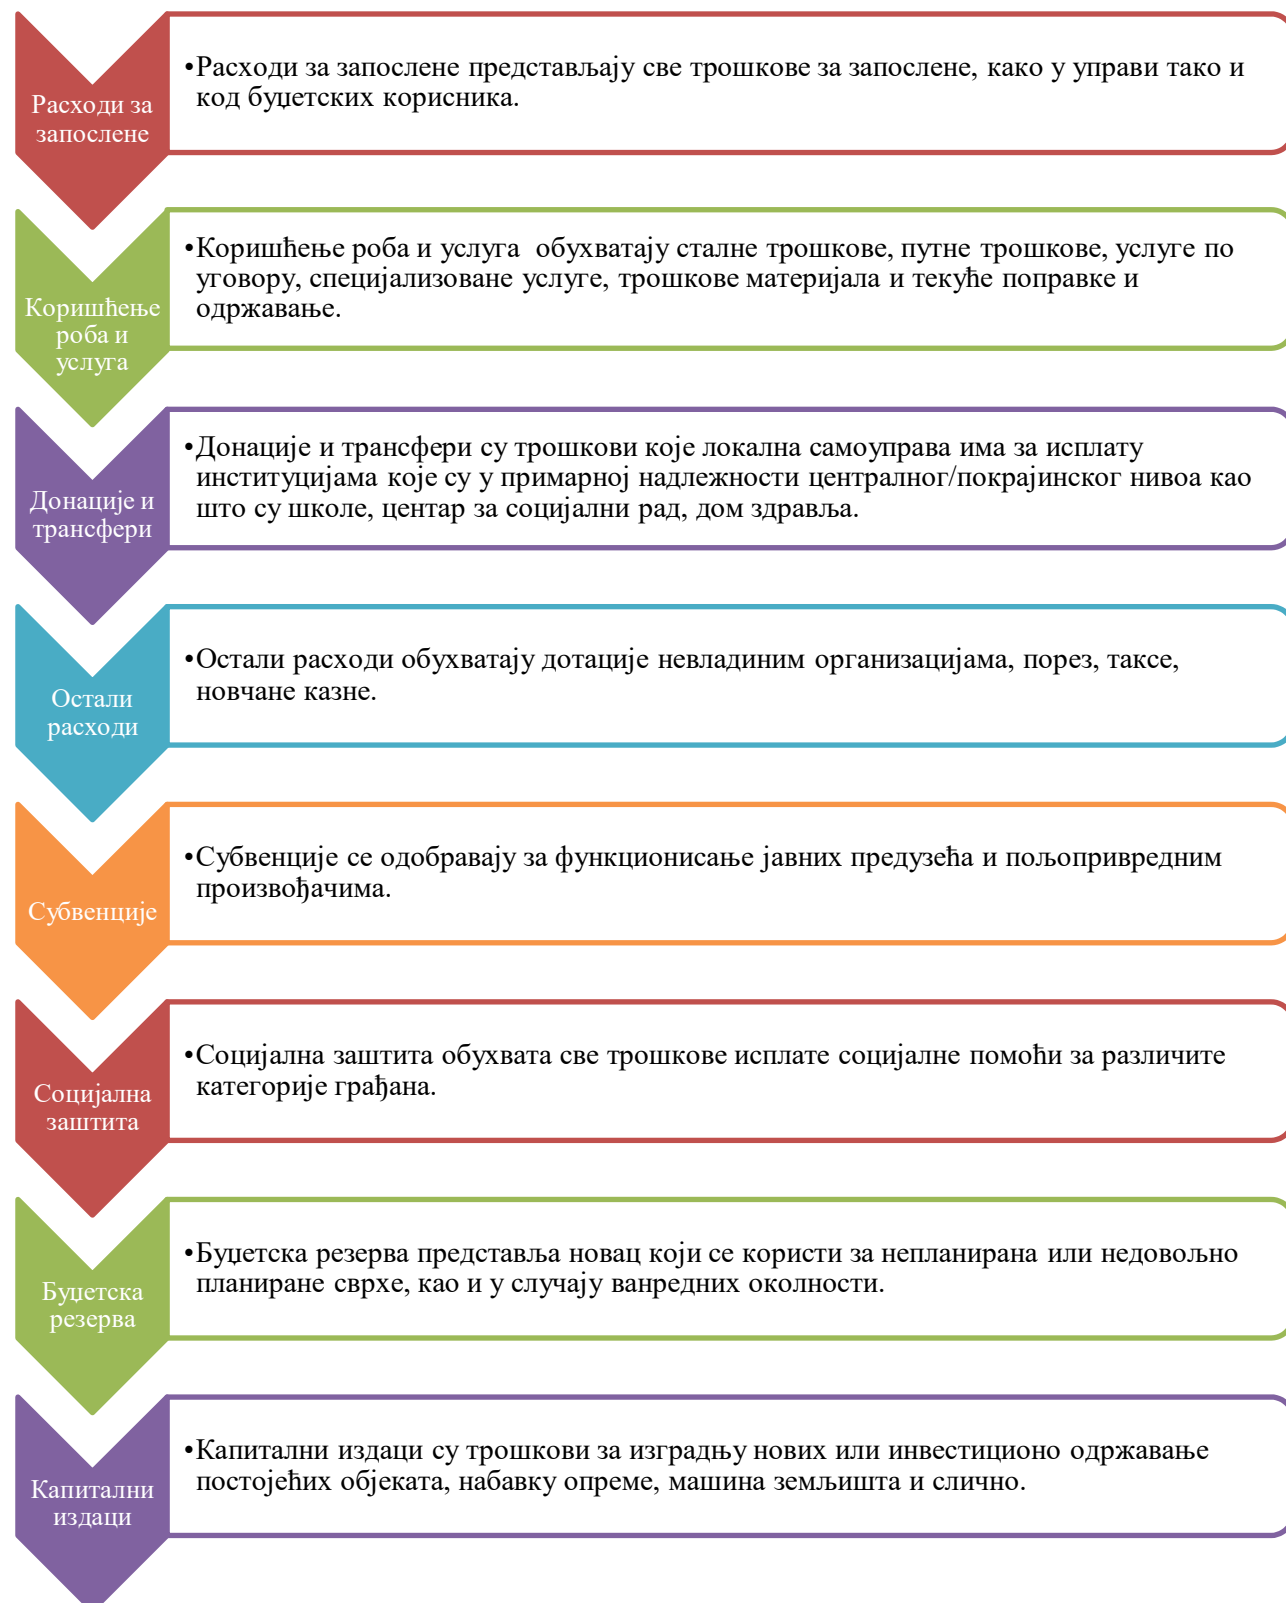 Расходи за
запослене
•Расходи за запослене представљају све трошкове за запослене, како у управи тако и
код буџетских корисника.
Коришћење
роба и
услуга
•Коришћење роба и услуга  обухватају сталне трошкове, путне трошкове, услуге по
уговору, специјализоване услуге, трошкове материјала и текуће поправке и
одржавање.
Донације и
трансфери
•Донације и трансфери су трошкови које локална самоуправа има за исплату
институцијама које су у примарној надлежности централног/покрајинског нивоа као
што су школе, центар за социјални рад, дом здравља.
Остали
расходи
•Остали расходи обухватају дотације невладиним организацијама, порез, таксе,
новчане казне.
Субвенције
•Субвенције се одобравају за функционисање јавних предузећа и пољопривредним
произвођачима.
Социјална
заштита
•Социјална заштита обухвата све трошкове исплате социјалне помоћи за различите
категорије грађана.
Буџетска
резерва
•Буџетска резерва представља новац који се користи за непланирана или недовољно
планиране сврхе, као и у случају ванредних околности.
Капитални
издаци
•Капитални издаци су трошкови за изградњу нових или инвестиционо одржавање
постојећих објеката, набавку опреме, машина земљишта и слично.